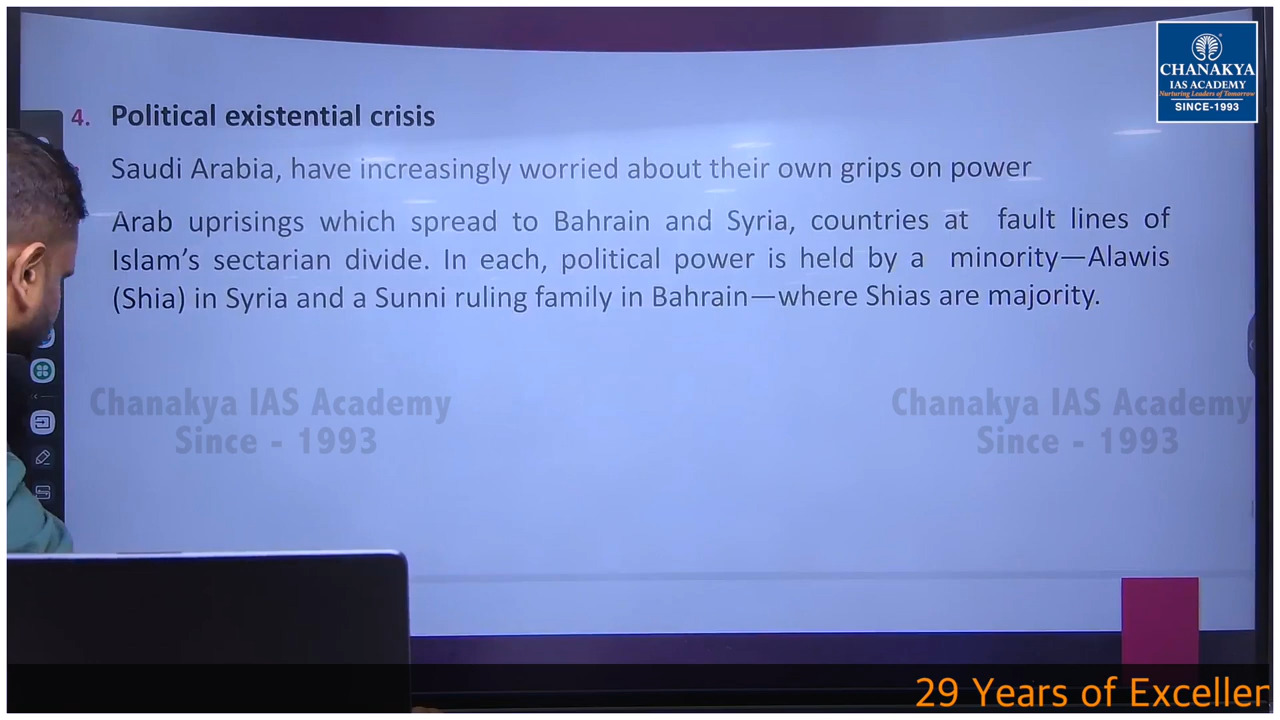 CHANAKYA
IAS ACADEMY
Nurturing Leaders of Tomorrow
SINCE-1993
4. Political existential crisis
Saudi Arabia, have increasingly worried about their own grips on power
Arab uprisings which spread to Bahrain and Syria, countries at fault lines of
Islam's sectarian divide. In each, political power is held by a minority—Alawis
(Shia) in Syria and a Sunni ruling family in Bahrain—where Shias are majority.
Chanakya IAS Academy
Since - 1993
Chanakya IAS Academy
Since - 1993
29 Years of Exceller